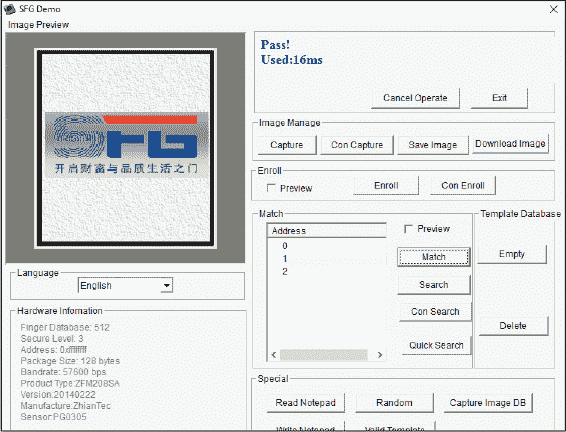 SFG Demo
Image Preview
SFG
开启财富与品质生活之门
Pass!
Used:16ms
Cancel Operate
Exit
Image Manage
Capture
Con Capture
Save Image
Download Image
Enroll
Preview
Enroll
Con Enroll
Match
Address
0
1
2
Preview
Match
Search
Con Search
Quick Search
Template Database
Empty
Delete
Language
English
Hardware Infomation
Finger Database: 512
Secure Level: 3
Address: 0xffffffff
Package Size: 128 bytes
Bandrate: 57600 bps
Product Type:ZFM208SA
Version:20140222
Manufacture:ZhianTec
Sensor:PG0305
Special
Read Notepad
Random
Capture Image DB
Write Notepad
Valid Template